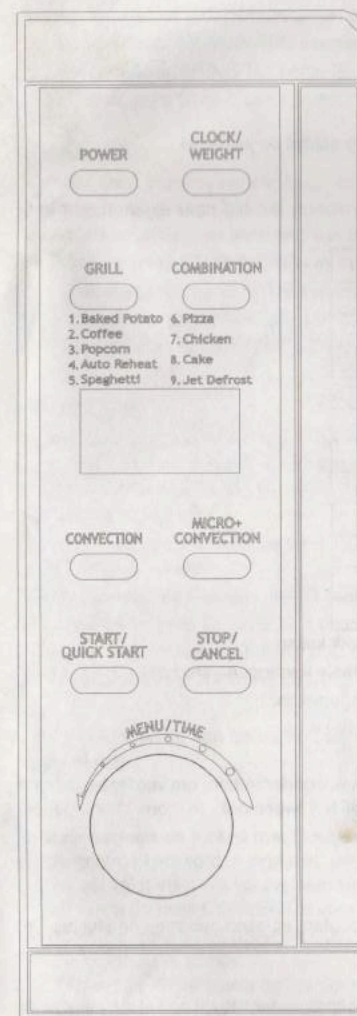 POWER
CLOCK/
WEIGHT
GRILL
COMBINATION
1. Baked Potato
2. Coffee
3. Popcorn
4. Auto Reheat
5. Spaghetti
6. Pizza
7. Chicken
8. Cake
9. Jet Defrost
CONVECTION
MICRO+
CONVECTION
START/
QUICK START
STOP/
CANCEL
MENU/TIME